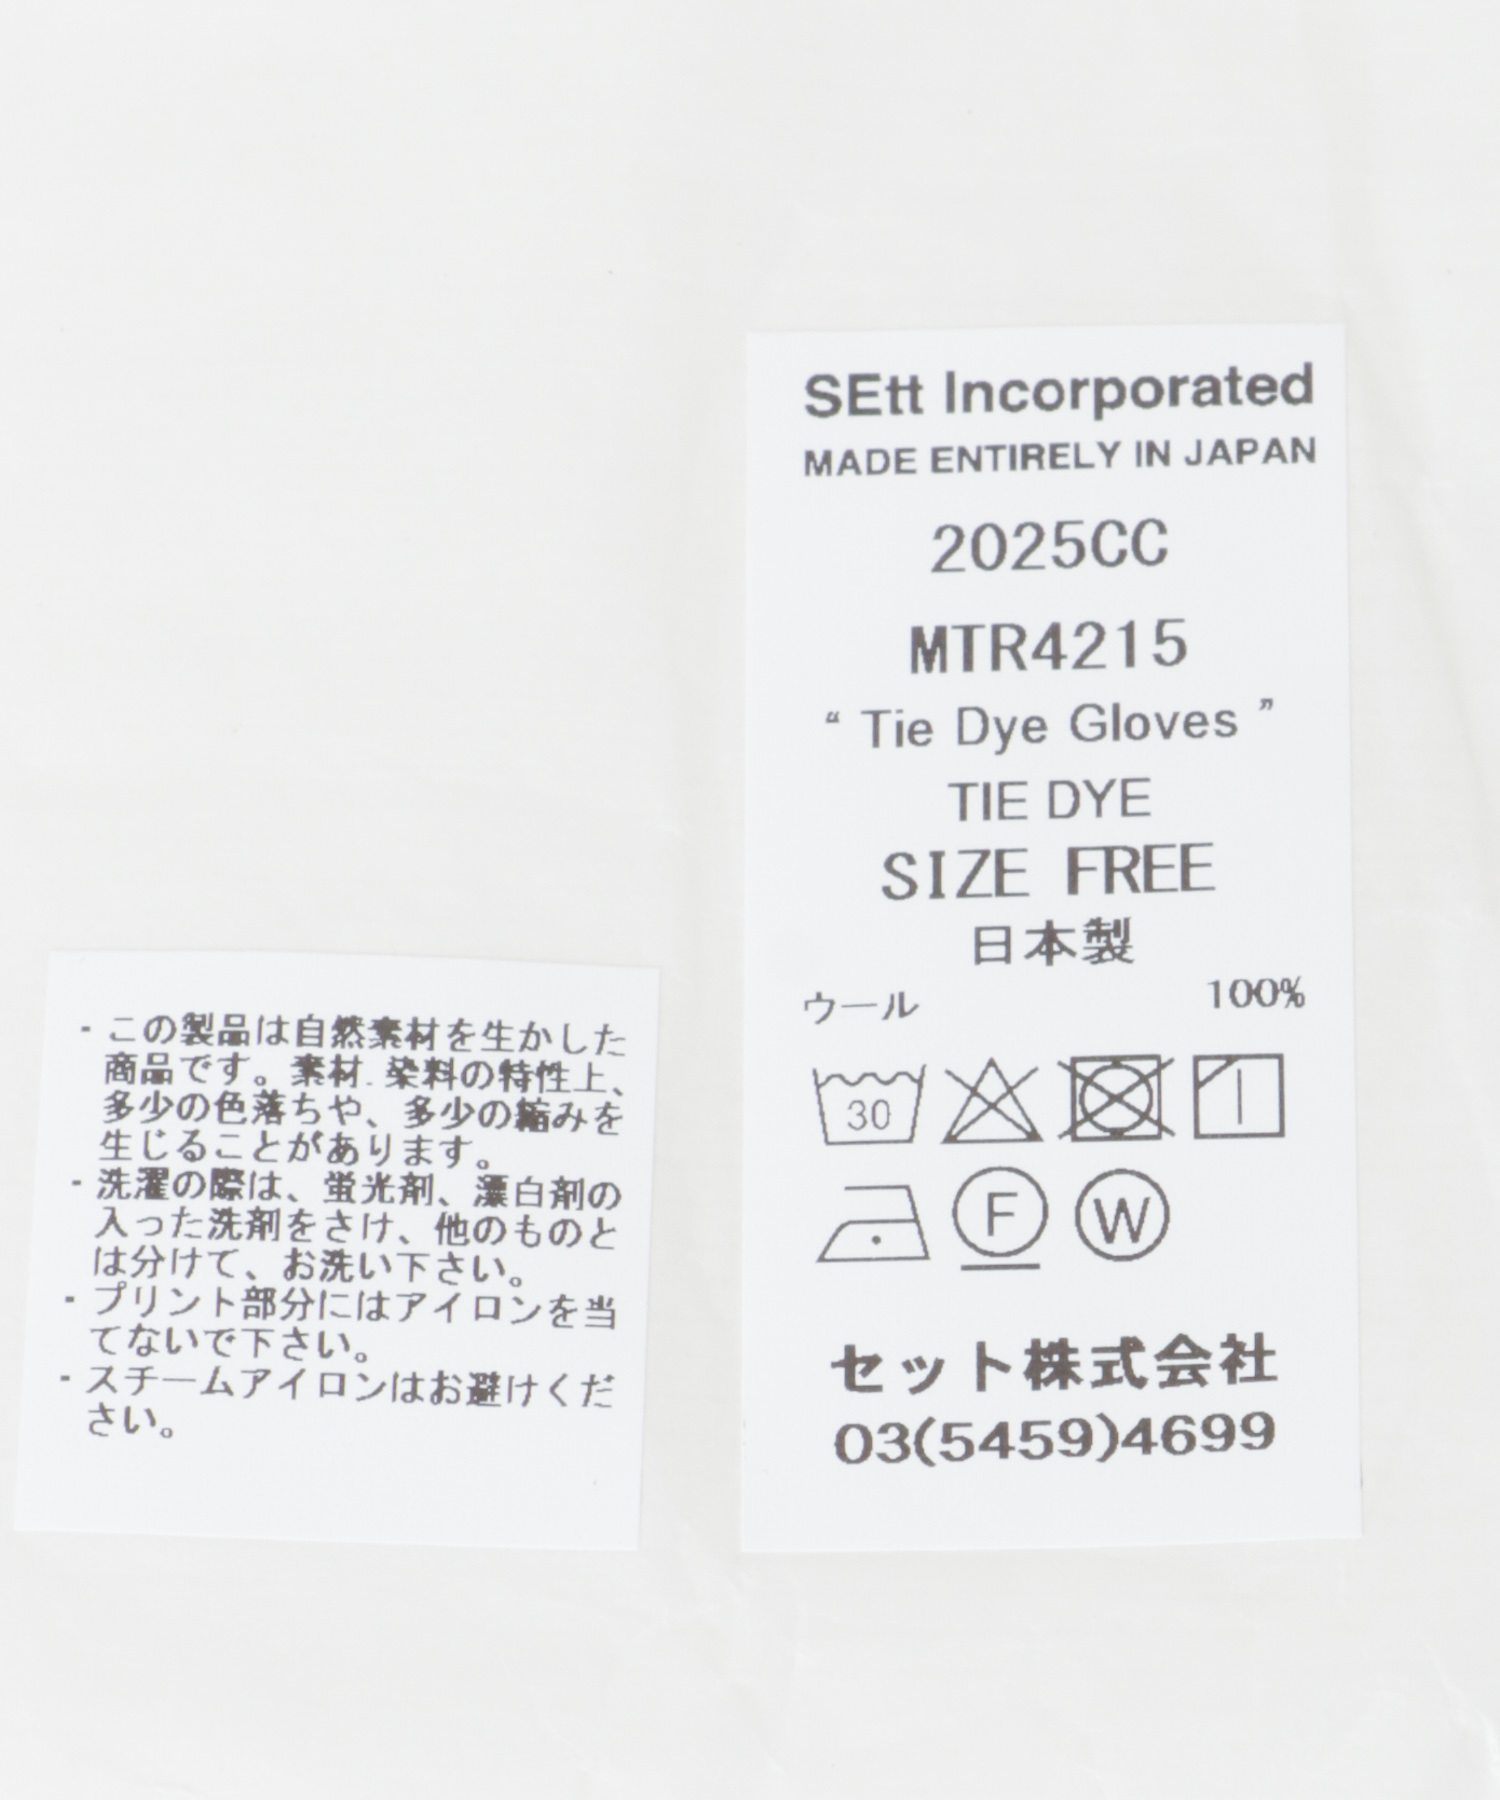 SEtt Incorporated
MADE ENTIRELY IN JAPAN
2025CC
MTR4215
“ Tie Dye Gloves ”
TIE DYE
SIZE FREE
日本製
ウール 100%
30
F W
セット株式会社
03(5459)4699
- この製品は自然素材を生かした
商品です。素材.染料の特性上、
多少の色落ちや、多少の縮みを
生じることがあります。
- 洗濯の際は、蛍光剤、漂白剤の
入った洗剤をさけ、他のものと
は分けて、お洗い下さい。
- プリント部分にはアイロンを当
てないで下さい。
- スチームアイロンはお避けくだ
さい。